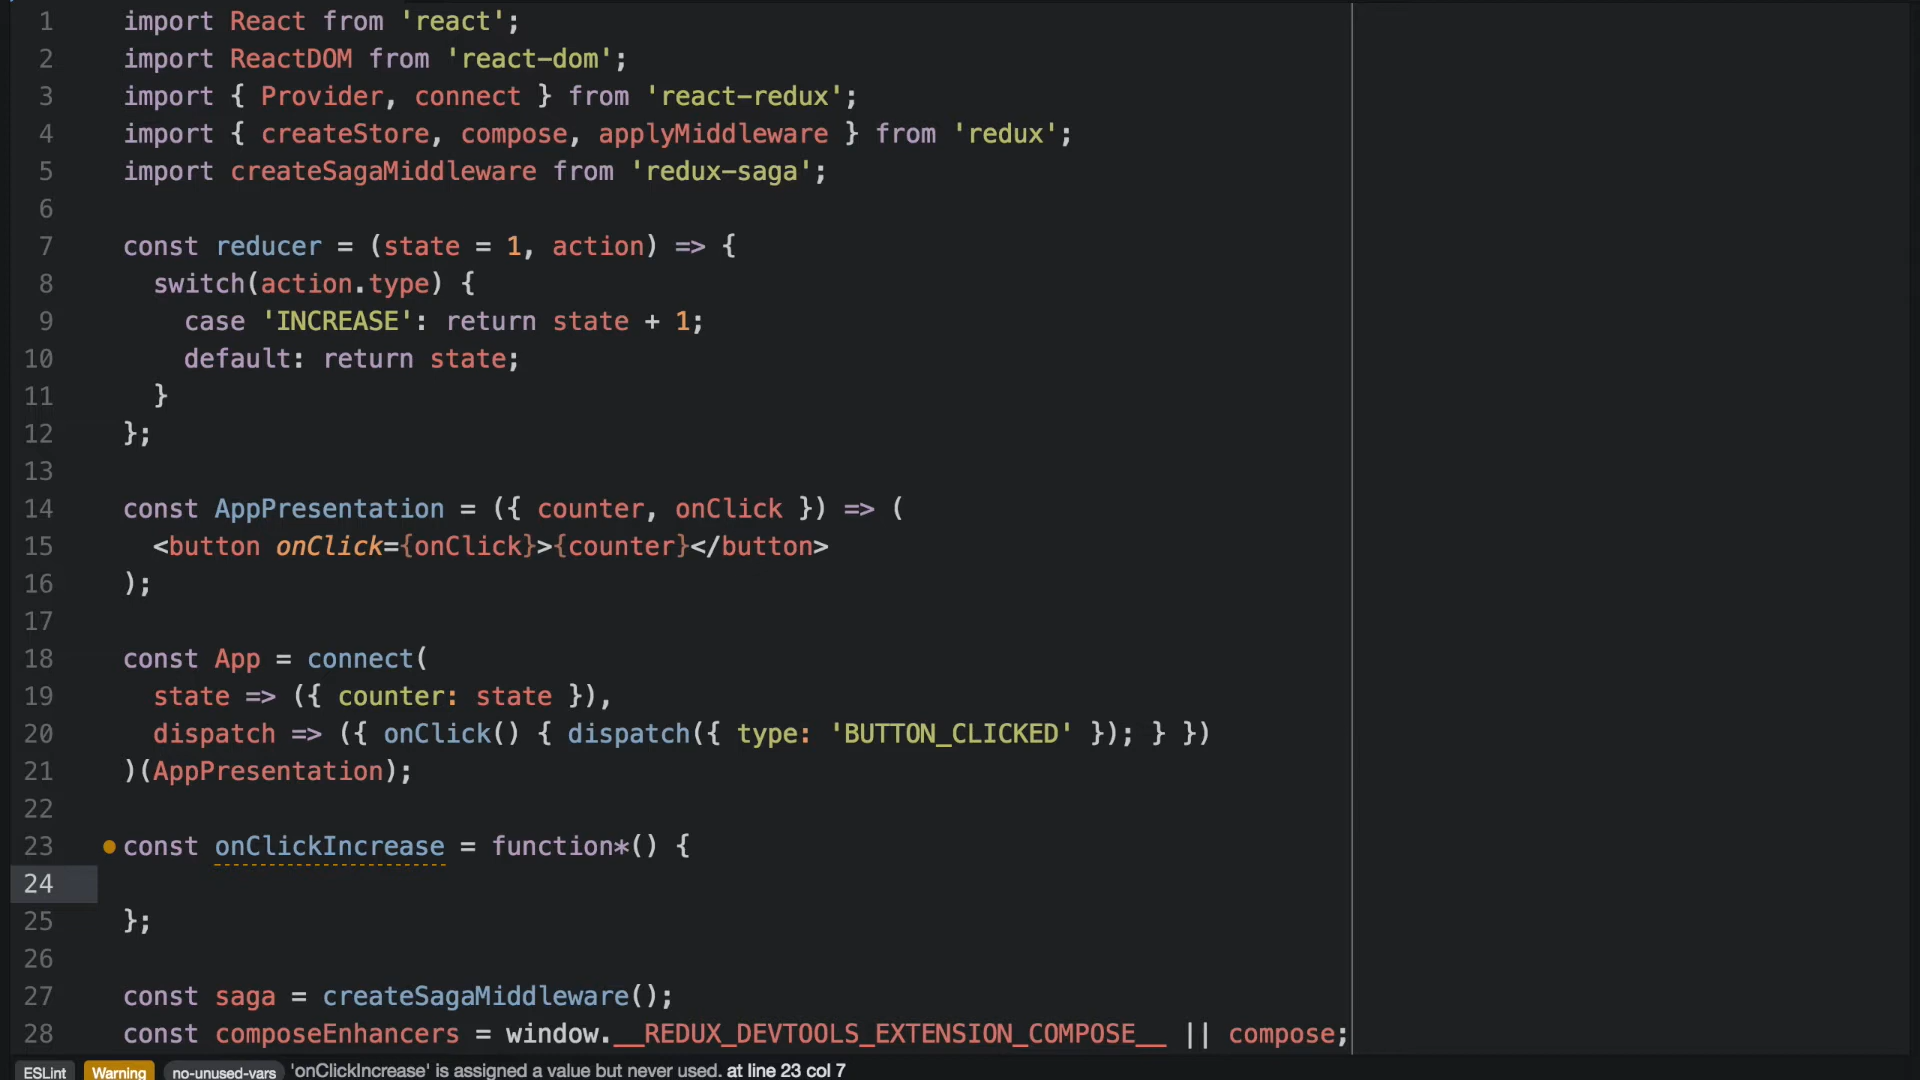 1 import React from 'react';
2 import ReactDOM from 'react-dom';
3 import { Provider, connect } from 'react-redux';
4 import { createStore, compose, applyMiddleware } from 'redux';
5 import createSagaMiddleware from 'redux-saga';
6
7 const reducer = (state = 1, action) => {
8   switch(action.type) {
9     case 'INCREASE': return state + 1;
10     default: return state;
11   }
12 };
13
14 const AppPresentation = ({ counter, onClick }) => (
15   <button onClick={onClick}>{counter}</button>
16 );
17
18 const App = connect(
19   state => ({ counter: state }),
20   dispatch => ({ onClick() { dispatch({ type: 'BUTTON_CLICKED' }); } })
21 )(AppPresentation);
22
23 const onClickIncrease = function*() {
24
25 };
26
27 const saga = createSagaMiddleware();
28 const composeEnhancers = window.__REDUX_DEVTOOLS_EXTENSION_COMPOSE__ || compose;
ESLint Warning no-unused-vars 'onClickIncrease' is assigned a value but never used. at line 23 col 7